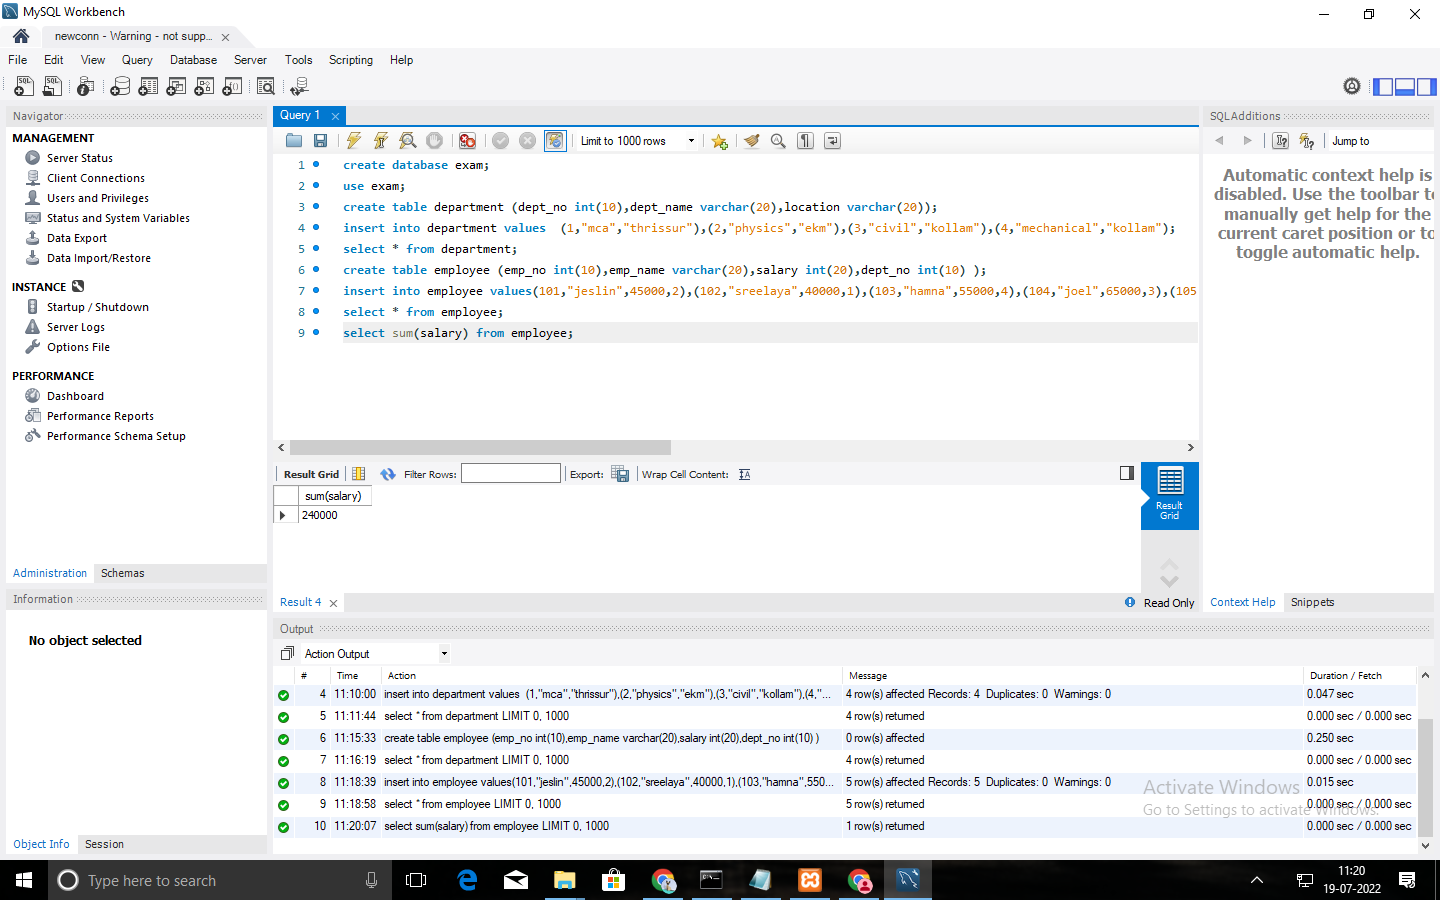 MySQL Workbench
newconn - Warning - not supp...
File Edit View Query Database Server Tools Scripting Help
Navigator
MANAGEMENT
Server Status
Client Connections
Users and Privileges
Status and System Variables
Data Export
Data Import/Restore
INSTANCE
Startup / Shutdown
Server Logs
Options File
PERFORMANCE
Dashboard
Performance Reports
Performance Schema Setup
Administration Schemas
Information
No object selected
Object Info Session
Query 1
Limit to 1000 rows
1 create database exam;
2 use exam;
3 create table department (dept_no int(10),dept_name varchar(20),location varchar(20));
4 insert into department values  (1,"mca","thrissur"),(2,"physics","ekm"),(3,"civil","kollam"),(4,"mechanical","kollam");
5 select * from department;
6 create table employee (emp_no int(10),emp_name varchar(20),salary int(20),dept_no int(10) );
7 insert into employee values(101,"jeslin",45000,2),(102,"sreelaya",40000,1),(103,"hamna",55000,4),(104,"joel",65000,3),(105
8 select * from employee;
9 select sum(salary) from employee;
Result Grid Filter Rows: Export: Wrap Cell Content:
sum(salary)
240000
Result Grid
Result 4
Read Only
SQLAdditions
Jump to
Automatic context help is
disabled. Use the toolbar to
manually get help for the
current caret position or to
toggle automatic help.
Context Help Snippets
Output
Action Output
# Time Action Message Duration / Fetch
4 11:10:00 insert into department values  (1,"mca","thrissur"),(2,"physics","ekm"),(3,"civil","kollam"),(4,"... 4 row(s) affected Records: 4  Duplicates: 0  Warnings: 0 0.047 sec
5 11:11:44 select * from department LIMIT 0, 1000 4 row(s) returned 0.000 sec / 0.000 sec
6 11:15:33 create table employee (emp_no int(10),emp_name varchar(20),salary int(20),dept_no int(10) ) 0 row(s) affected 0.250 sec
7 11:16:19 select * from department LIMIT 0, 1000 4 row(s) returned 0.000 sec / 0.000 sec
8 11:18:39 insert into employee values(101,"jeslin",45000,2),(102,"sreelaya",40000,1),(103,"hamna",550... 5 row(s) affected Records: 5  Duplicates: 0  Warnings: 0 0.015 sec
9 11:18:58 select * from employee LIMIT 0, 1000 5 row(s) returned 0.000 sec / 0.000 sec
10 11:20:07 select sum(salary) from employee LIMIT 0, 1000 1 row(s) returned 0.000 sec / 0.000 sec
Activate Windows
Go to Settings to activate Windows.
Type here to search
11:20
19-07-2022